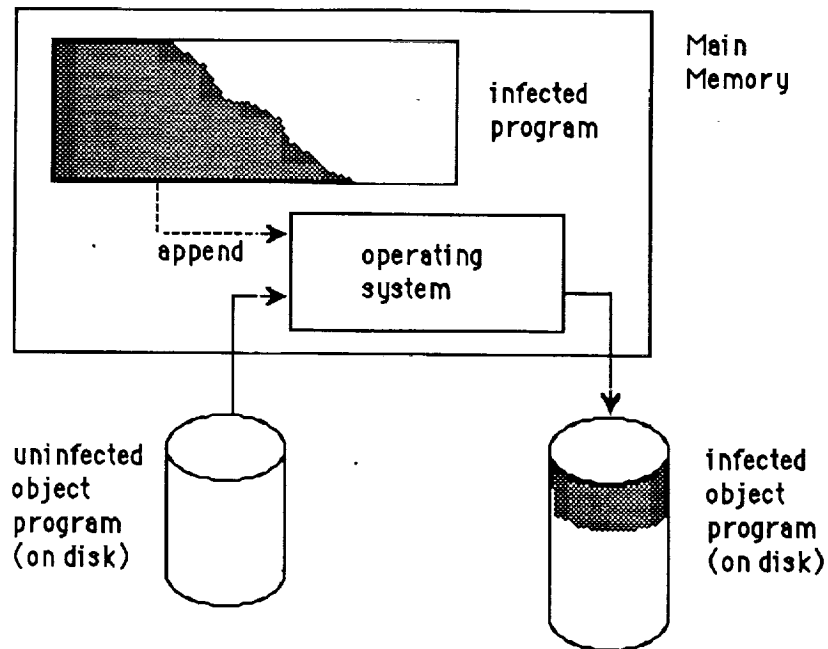 Main
Memory
infected
program
append
operating
system
uninfected
object
program
(on disk)
infected
object
program
(on disk)